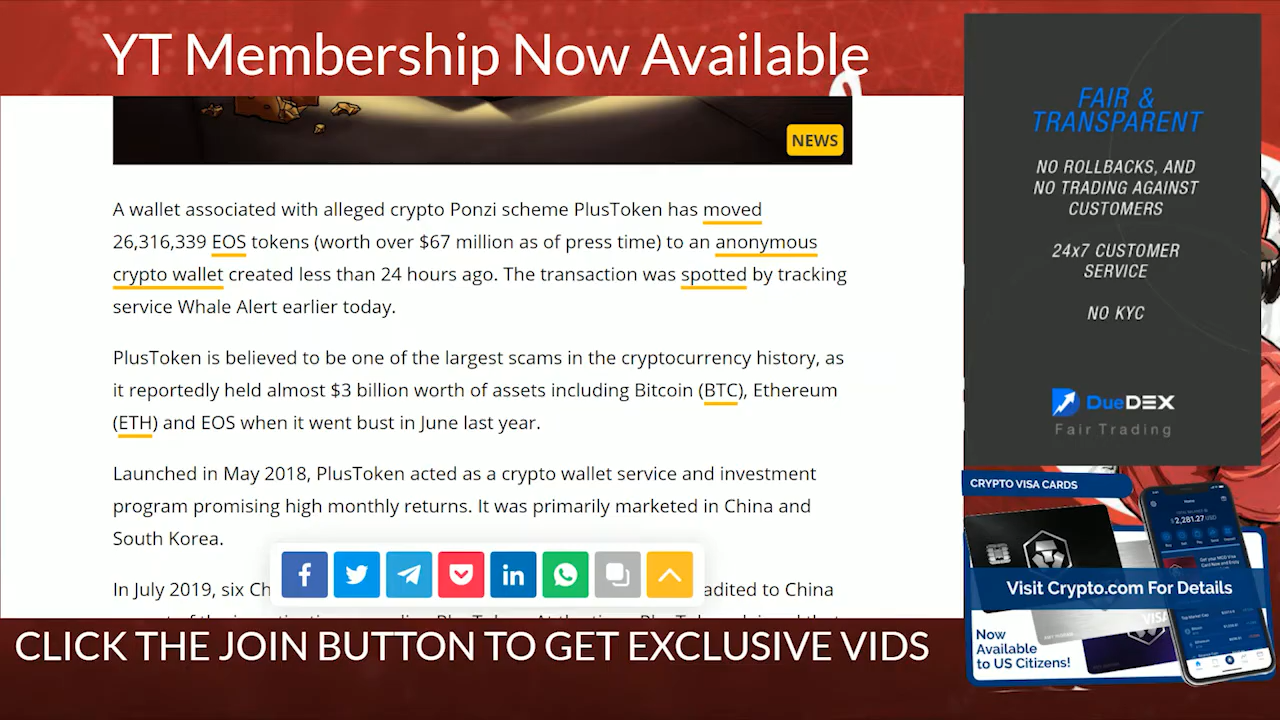 YT Membership Now Available
NEWS
A wallet associated with alleged crypto Ponzi scheme PlusToken has moved
26,316,339 EOS tokens (worth over $67 million as of press time) to an anonymous
crypto wallet created less than 24 hours ago. The transaction was spotted by tracking
service Whale Alert earlier today.
PlusToken is believed to be one of the largest scams in the cryptocurrency history, as
it reportedly held almost $3 billion worth of assets including Bitcoin (BTC), Ethereum
(ETH) and EOS when it went bust in June last year.
Launched in May 2018, PlusToken acted as a crypto wallet service and investment
program promising high monthly returns. It was primarily marketed in China and
South Korea.
In July 2019, six Ch
adited to China
CLICK THE JOIN BUTTON TO GET EXCLUSIVE VIDS
FAIR &
TRANSPARENT
NO ROLLBACKS, AND
NO TRADING AGAINST
CUSTOMERS
24x7 CUSTOMER
SERVICE
NO KYC
DueDEX
Fair Trading
CRYPTO VISA CARDS
$2,281.27 USD
Visit Crypto.com For Details
VISA
Now
Available
to US Citizens!